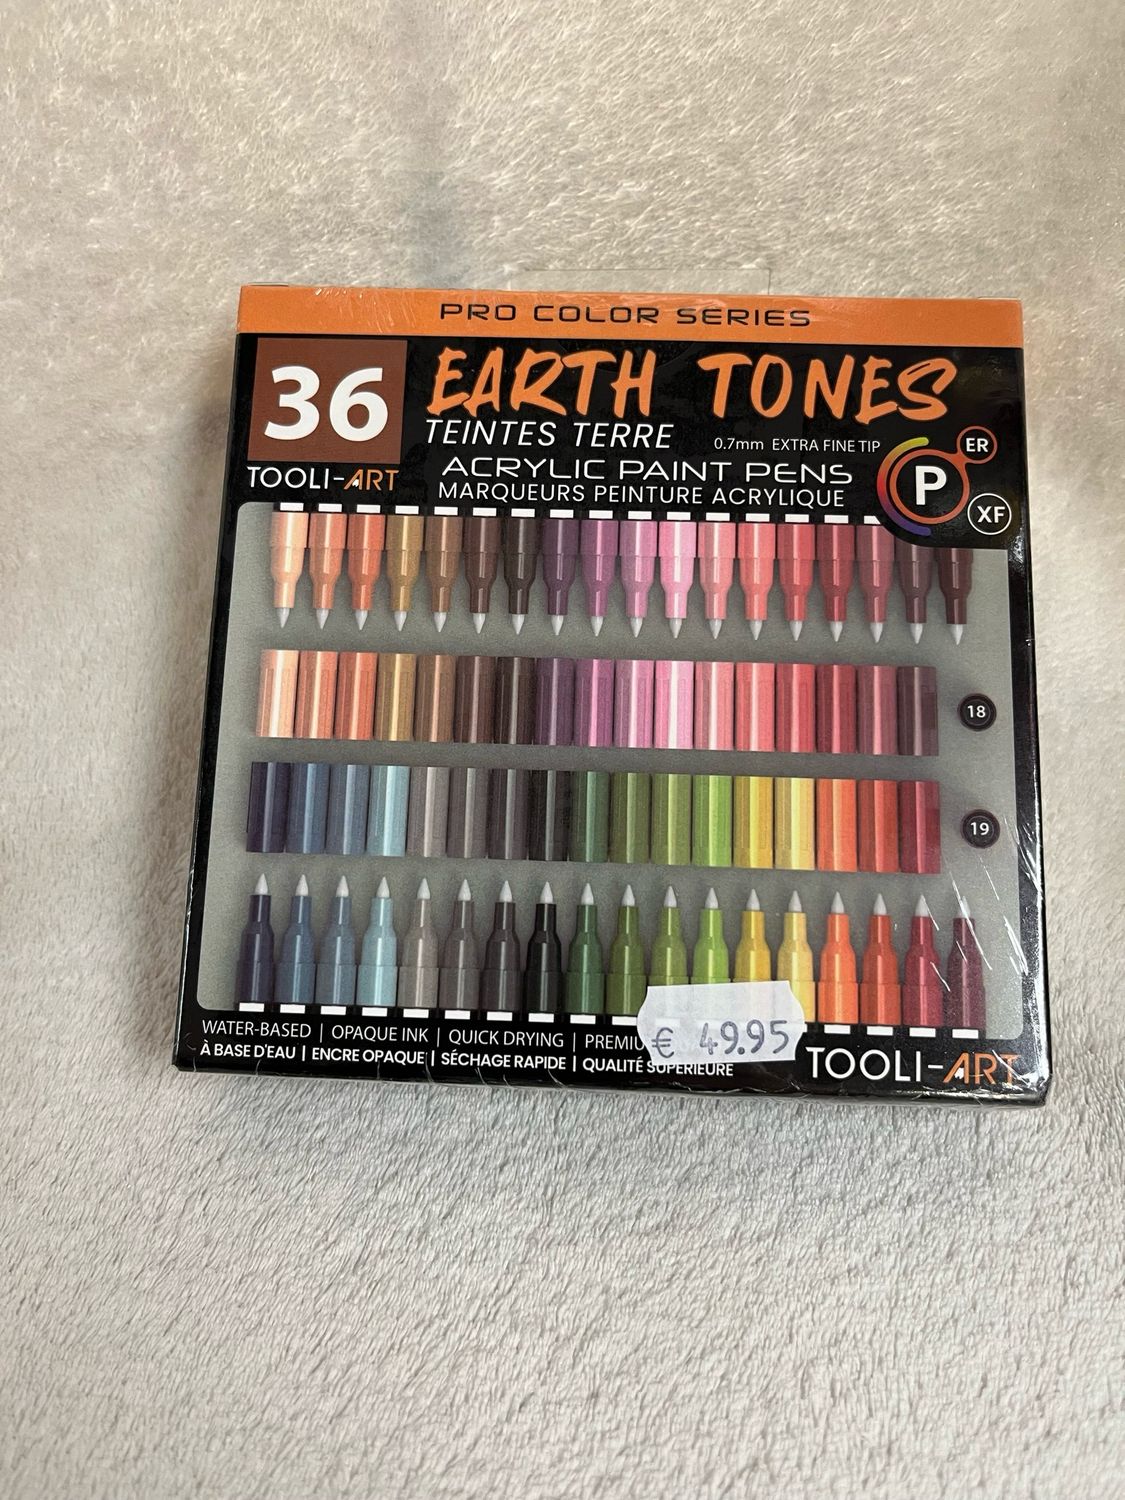 PRO COLOR SERIES
36
EARTH TONES
TEINTES TERRE
0.7mm EXTRA FINE TIP
ER
P
XF
TOOLI-ART
ACRYLIC PAINT PENS
MARQUEURS PEINTURE ACRYLIQUE
18
19
WATER-BASED | OPAQUE INK | QUICK DRYING |
€ 49.95
À BASE D'EAU | ENCRE OPAQUE | SÉCHAGE RAPIDE | QUALITÉ SUPÉRIEURE
TOOLI-ART